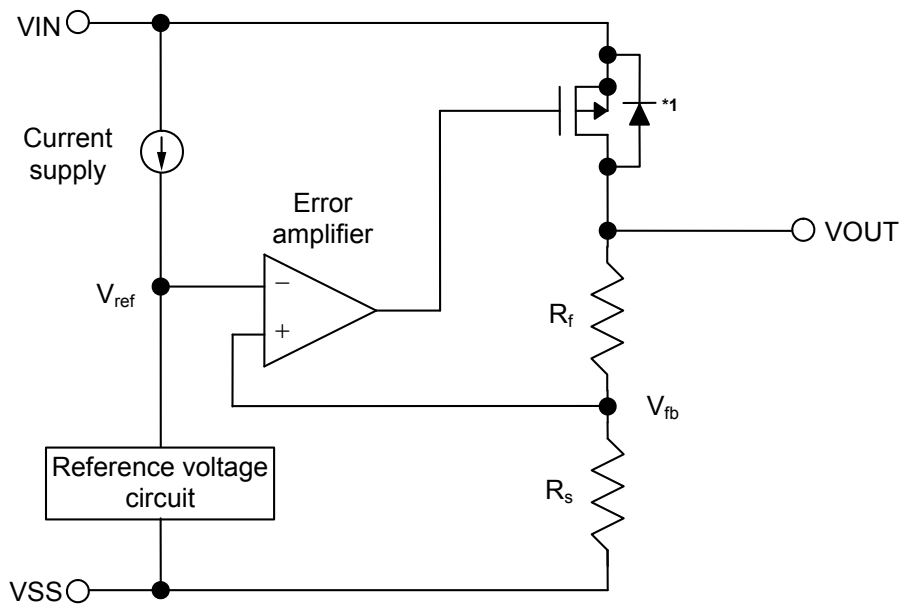 VIN
*1
Current
supply
Error
amplifier
VOUT
Vref
−
+
Rf
Vfb
Reference voltage
circuit
Rs
VSS